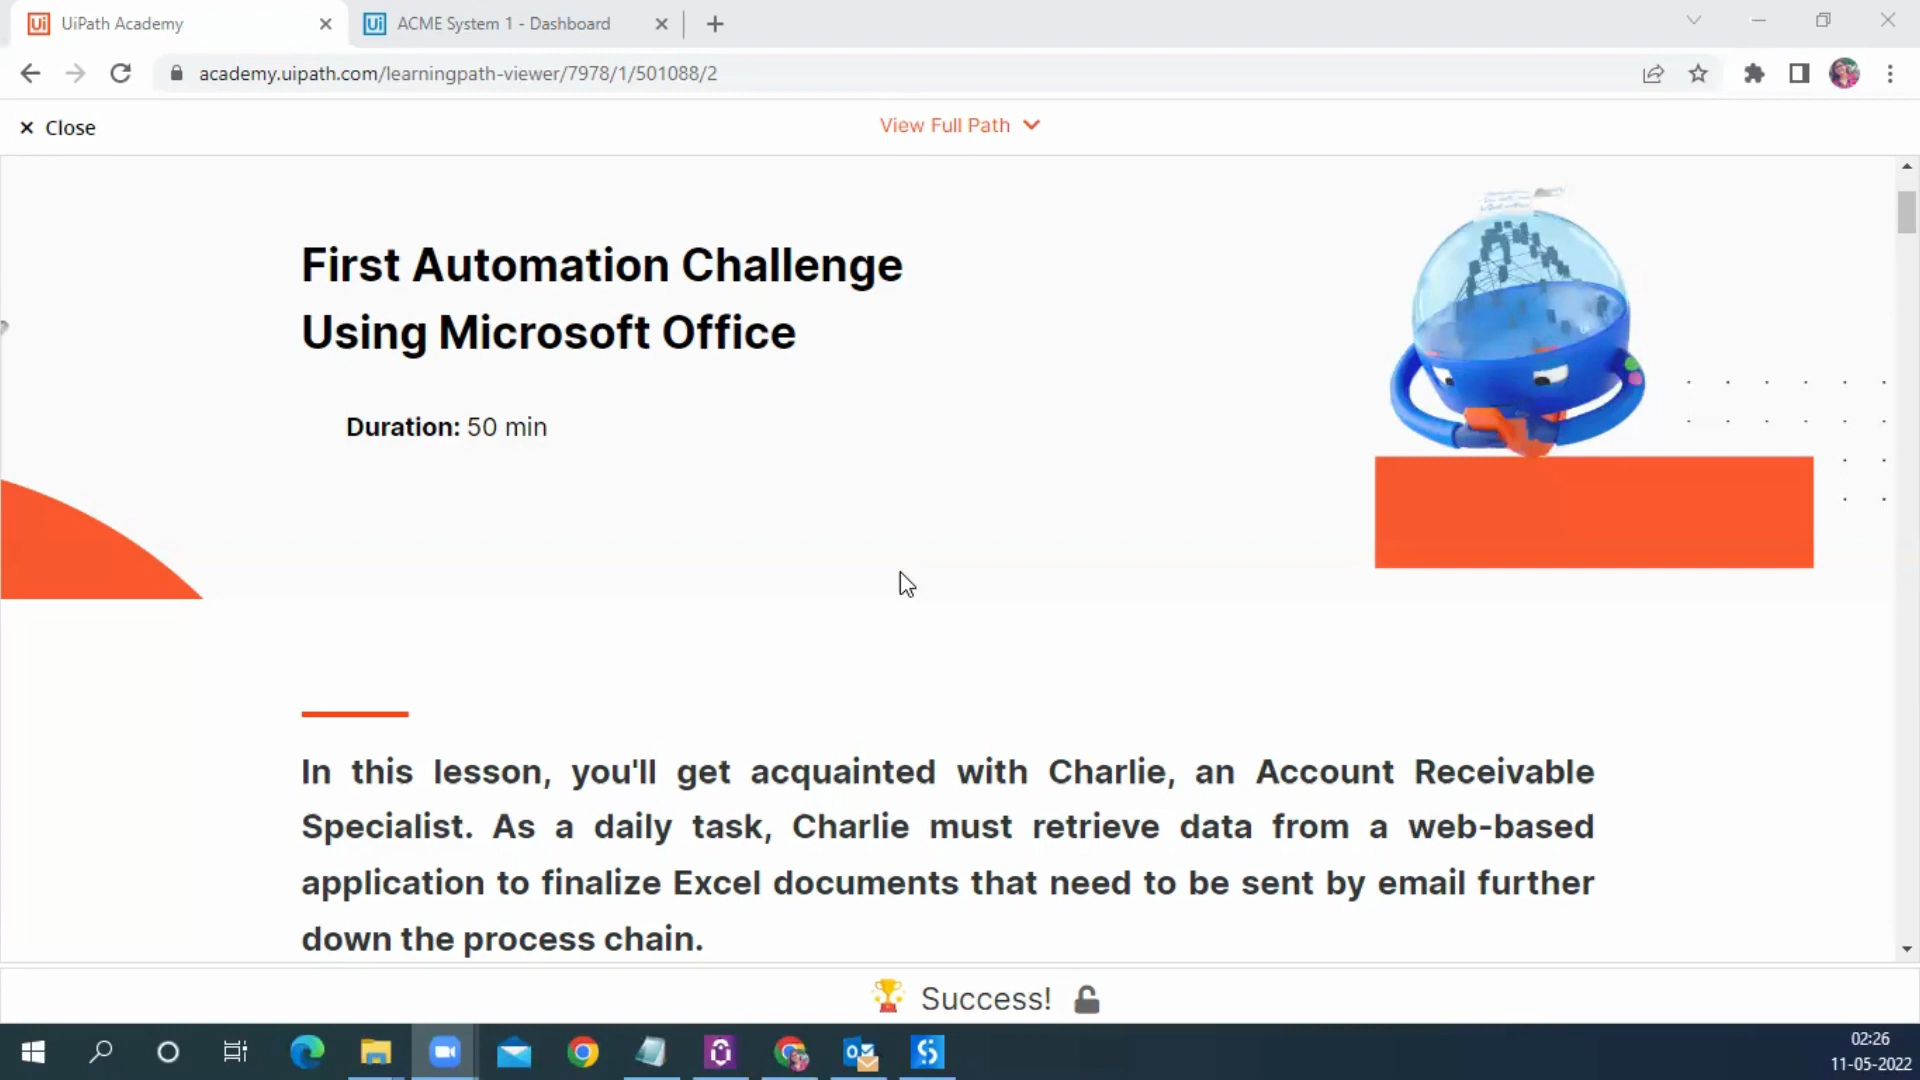 UiPath Academy
ACME System 1 - Dashboard
academy.uipath.com/learningpath-viewer/7978/1/501088/2
Close
View Full Path
First Automation Challenge
Using Microsoft Office
Duration: 50 min
In this lesson, you'll get acquainted with Charlie, an Account Receivable
Specialist. As a daily task, Charlie must retrieve data from a web-based
application to finalize Excel documents that need to be sent by email further
down the process chain.
Success!
02:26
11-05-2022